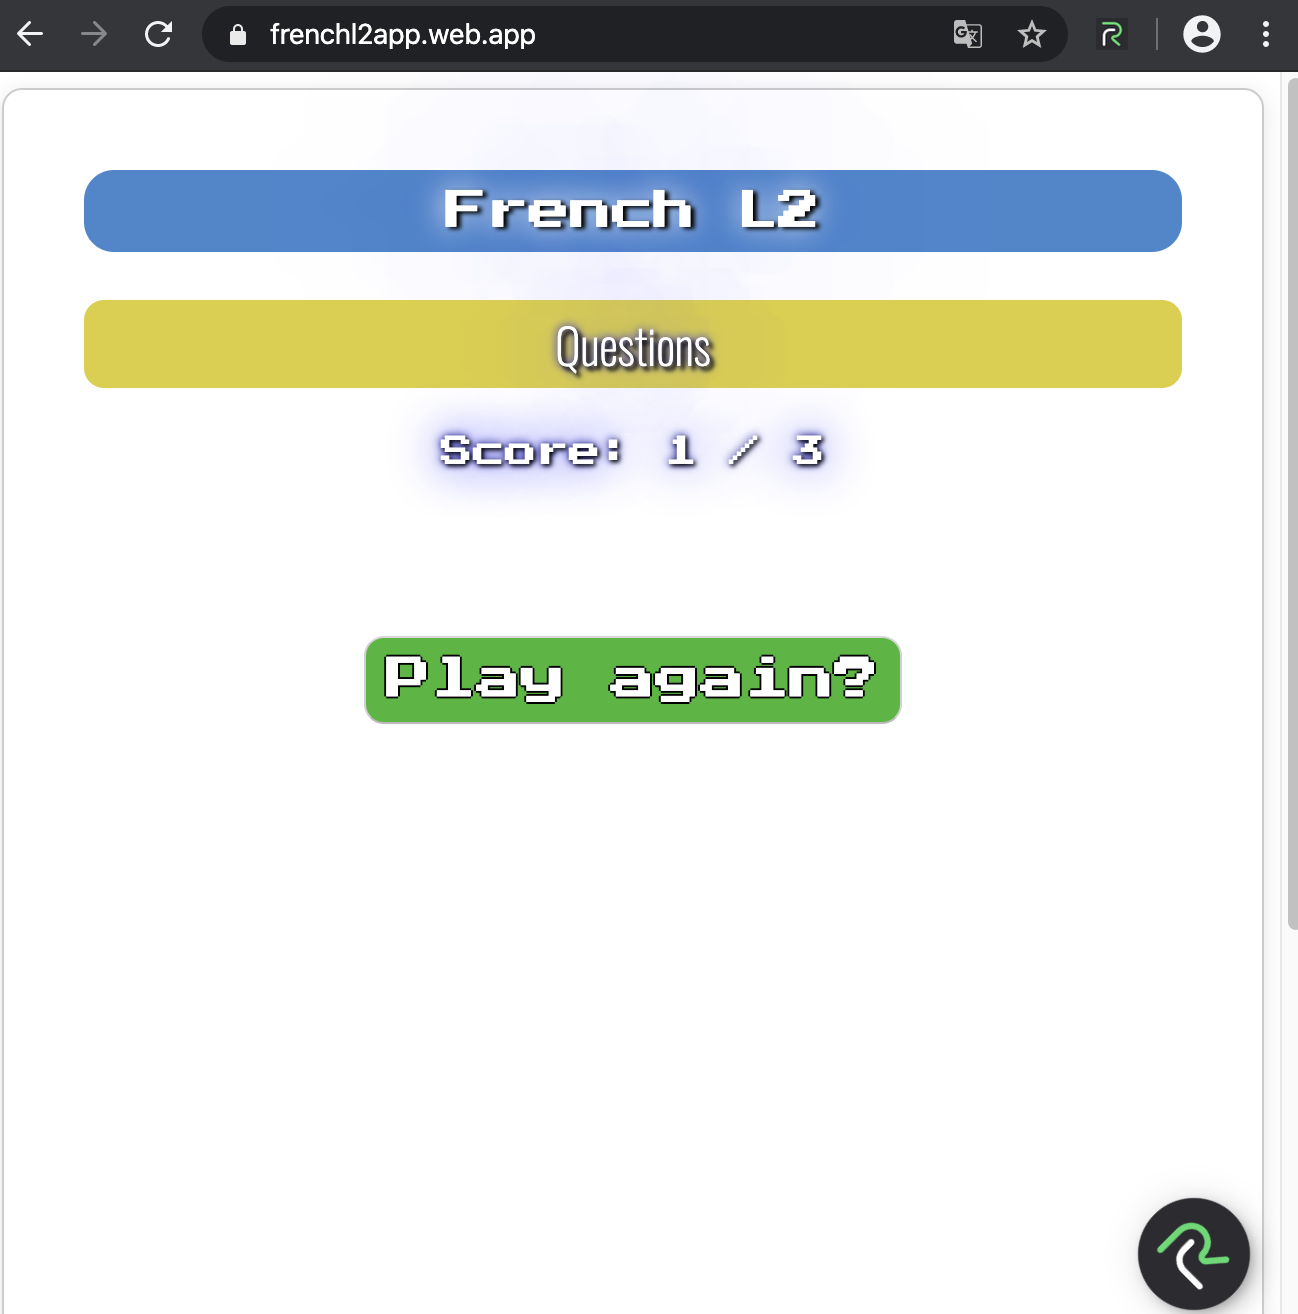 frenchl2app.web.app
French L2
Questions
Score: 1 / 3
Play again?